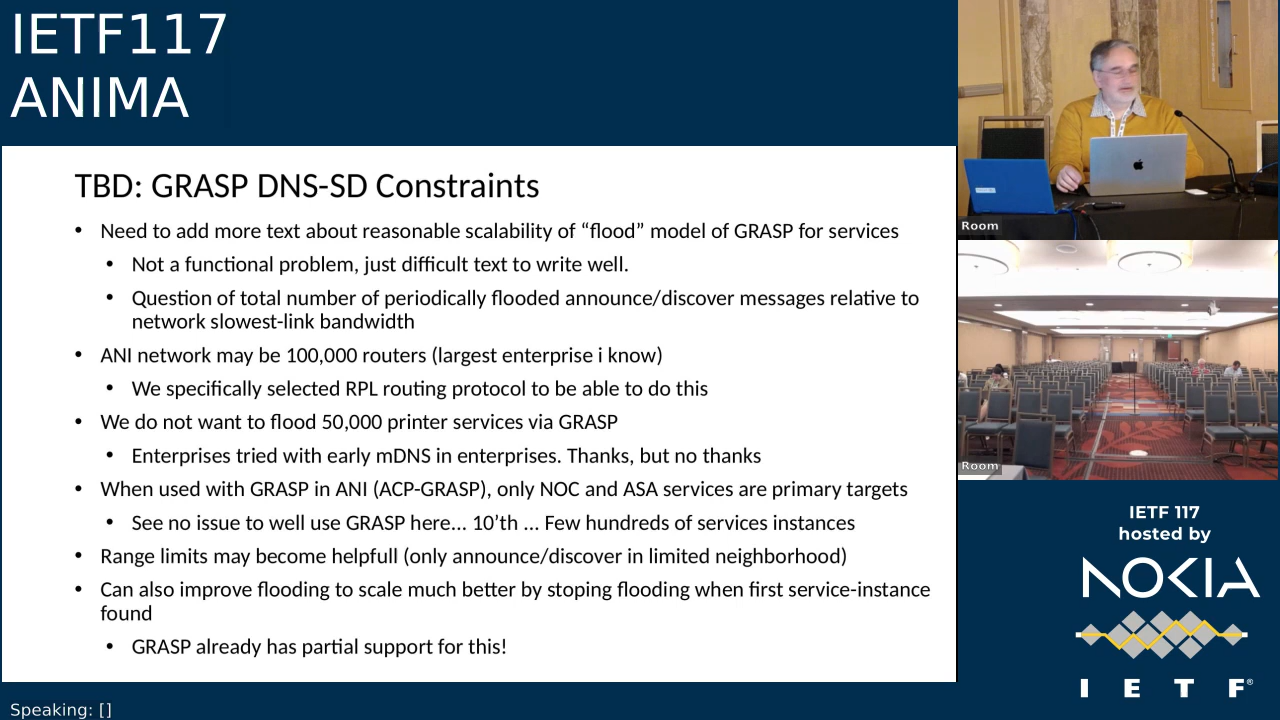 IETF117
ANIMA
TBD: GRASP DNS-SD Constraints
• Need to add more text about reasonable scalability of “flood” model of GRASP for services
• Not a functional problem, just difficult text to write well.
• Question of total number of periodically flooded announce/discover messages relative to
network slowest-link bandwidth
• ANI network may be 100,000 routers (largest enterprise i know)
• We specifically selected RPL routing protocol to be able to do this
• We do not want to flood 50,000 printer services via GRASP
• Enterprises tried with early mDNS in enterprises. Thanks, but no thanks
• When used with GRASP in ANI (ACP-GRASP), only NOC and ASA services are primary targets
• See no issue to well use GRASP here... 10’th ... Few hundreds of services instances
• Range limits may become helpfull (only announce/discover in limited neighborhood)
• Can also improve flooding to scale much better by stoping flooding when first service-instance
found
• GRASP already has partial support for this!
Speaking: []
Room
Room
IETF 117
hosted by
NOKIA
I E T F®